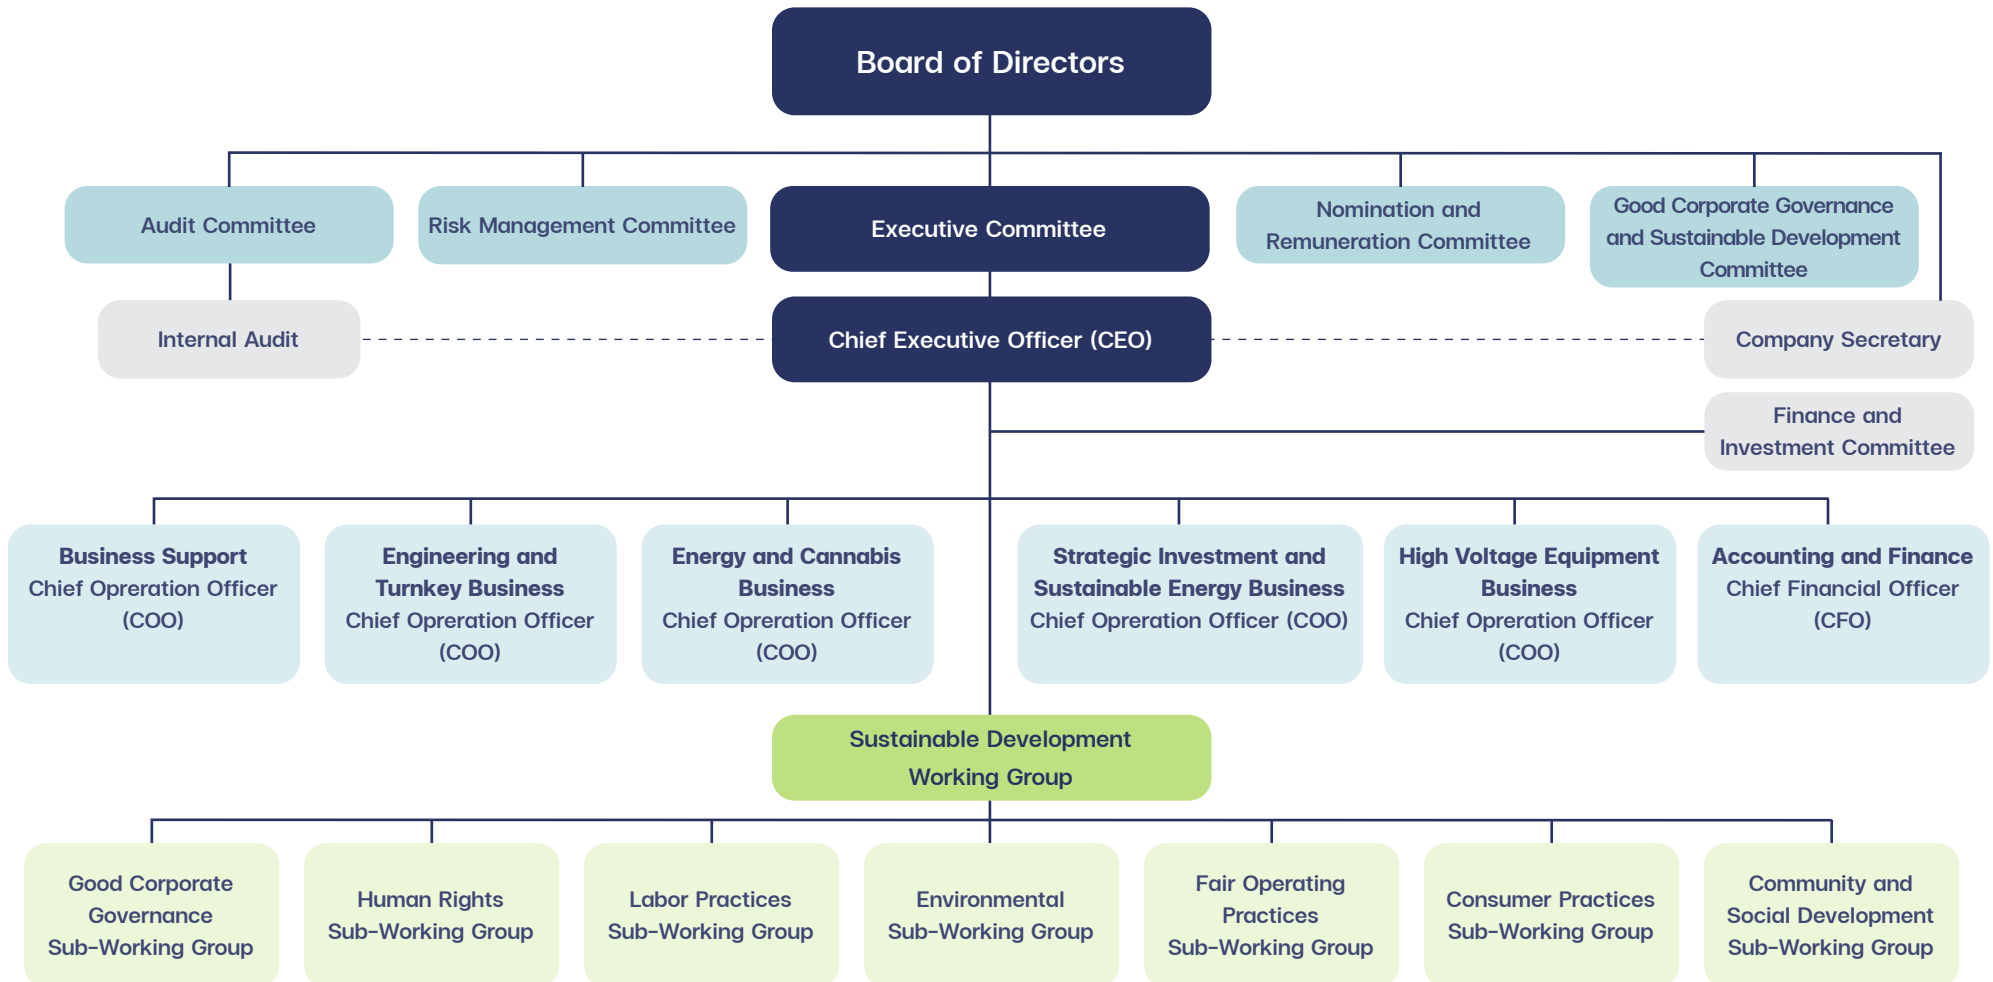 Board of Directors
Audit Committee
Risk Management Committee
Executive Committee
Nomination and
Remuneration Committee
Good Corporate Governance
and Sustainable Development
Committee
Internal Audit
Chief Executive Officer (CEO)
Company Secretary
Finance and
Investment Committee
Business Support
Chief Opreration Officer
(COO)
Engineering and
Turnkey Business
Chief Opreration Officer
(COO)
Energy and Cannabis
Business
Chief Opreration Officer
(COO)
Strategic Investment and
Sustainable Energy Business
Chief Opreration Officer (COO)
High Voltage Equipment
Business
Chief Opreration Officer
(COO)
Accounting and Finance
Chief Financial Officer
(CFO)
Sustainable Development
Working Group
Good Corporate
Governance
Sub-Working Group
Human Rights
Sub-Working Group
Labor Practices
Sub-Working Group
Environmental
Sub-Working Group
Fair Operating
Practices
Sub-Working Group
Consumer Practices
Sub-Working Group
Community and
Social Development
Sub-Working Group